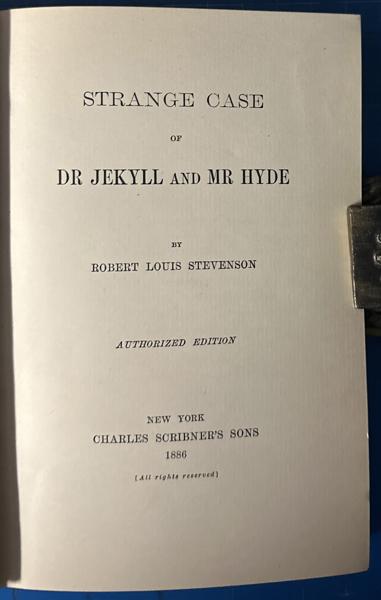 STRANGE CASE
OF
DR JEKYLL AND MR HYDE
BY
ROBERT LOUIS STEVENSON
AUTHORIZED EDITION
NEW YORK
CHARLES SCRIBNER'S SONS
1886
[All rights reserved]